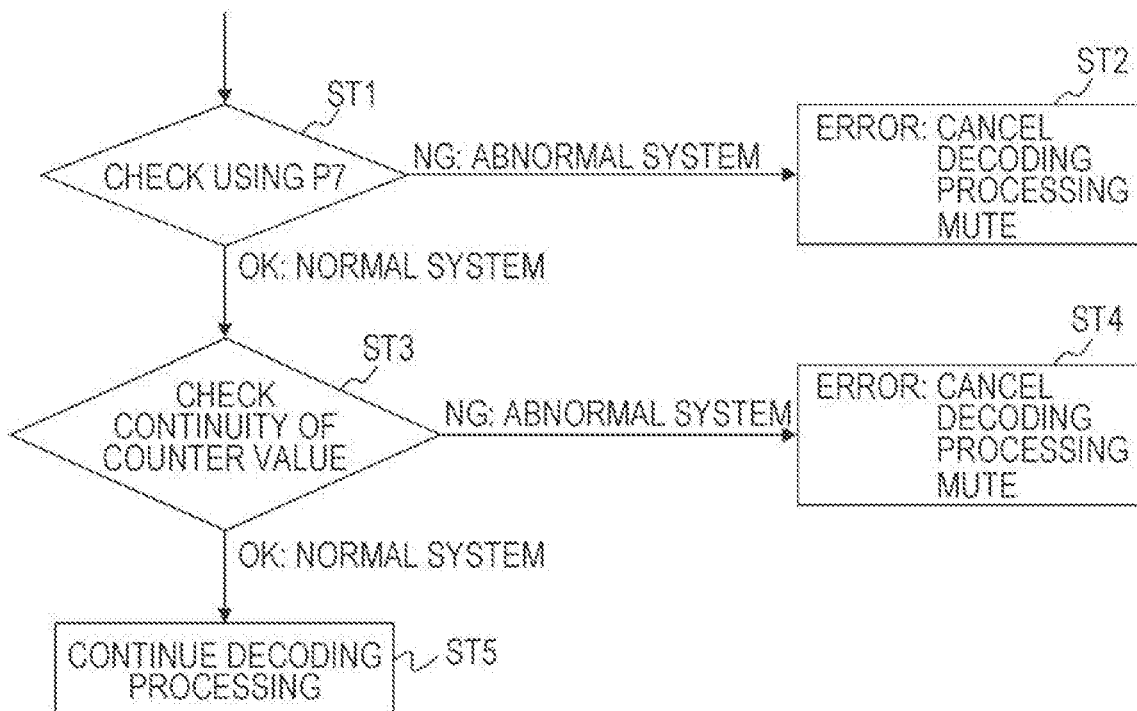 ST1
CHECK USING P7
NG: ABNORMAL SYSTEM
ST2
ERROR: CANCEL
DECODING
PROCESSING
MUTE
OK: NORMAL SYSTEM
ST3
CHECK
CONTINUITY OF
COUNTER VALUE
NG: ABNORMAL SYSTEM
ST4
ERROR: CANCEL
DECODING
PROCESSING
MUTE
OK: NORMAL SYSTEM
CONTINUE DECODING
PROCESSING
ST5